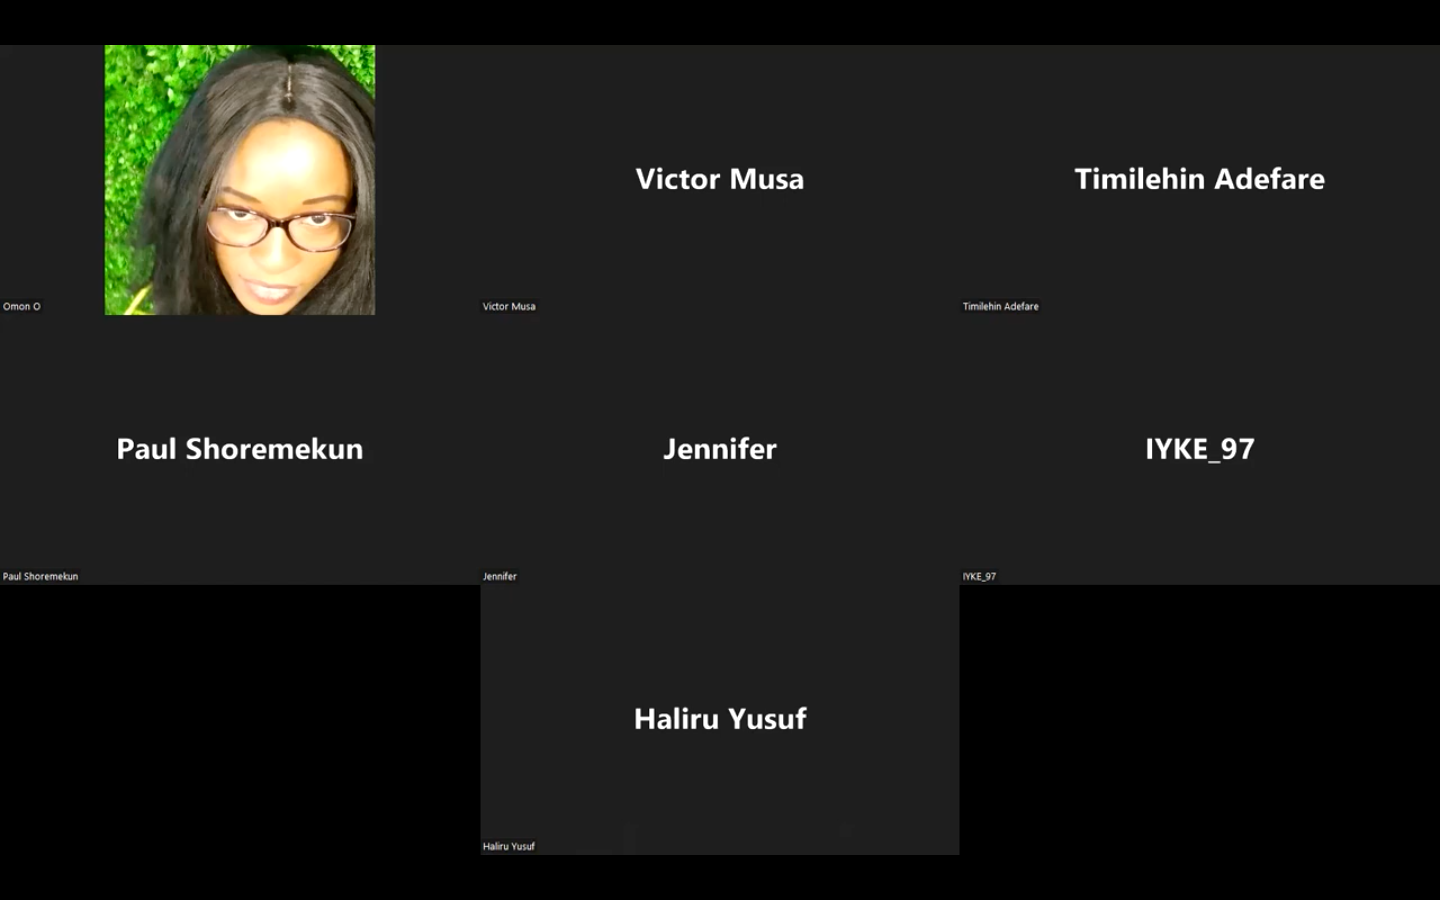 Omon O
Victor Musa
Victor Musa
Timilehin Adefare
Timilehin Adefare
Paul Shoremekun
Paul Shoremekun
Jennifer
Jennifer
IYKE_97
IYKE_97
Haliru Yusuf
Haliru Yusuf